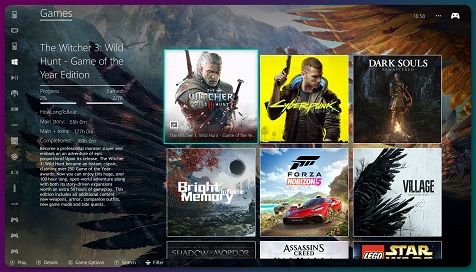 Games
16:58
The Witcher 3: Wild
Hunt - Game of the
Year Edition
Progress
Earned:
2%
2/78
HowLongToBeat
Main story: 55h 0m
Main + extra: 127h 0m
Completionist: 188h 0m
Become a professional monster slayer and
embark on an adventure of epic
proportions! Upon its release, The Witcher
3: Wild Hunt became an instant classic,
claiming over 250 Game of the Year
awards. Now you can enjoy this huge, over
100-hour long, open-world adventure along
with both its story-driven expansions
worth an extra 50 hours of gameplay. This
edition includes all additional content -
new weapons, armor, companion outfits,
new game mode and side quests.
THE
WITCHER
WILD HUNT
The Witcher 3: Wild Hunt - Game of the Ye...
CYBERPUNK
DARK SOULS
REMASTERED
Bright
Memory
infinite
FORZA
HORIZON 5
VILLAGE
SHADOW OF MORDOR
ASSASSIN'S
CREED
LEGO STAR
WARS
Play
Details
Game Options
Search
Filter